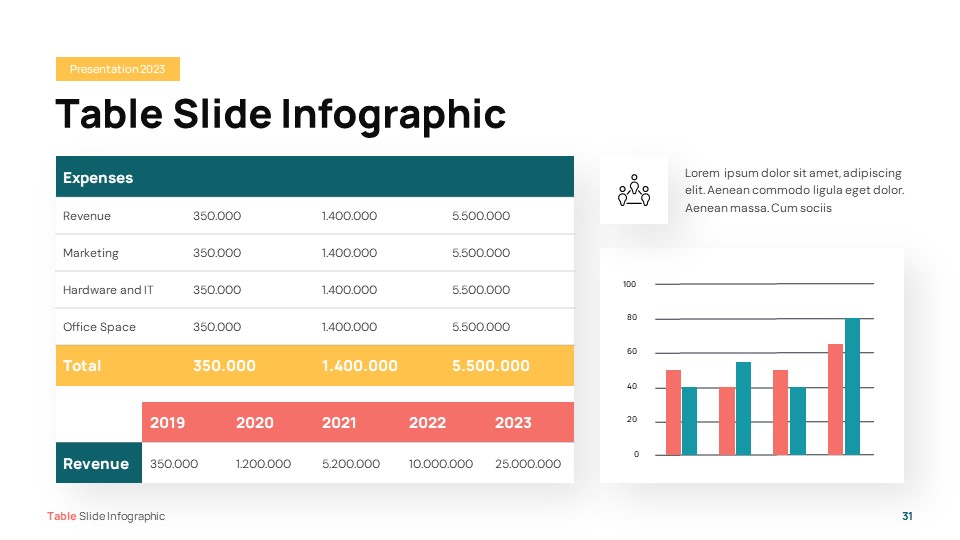 Presentation 2023
Table Slide Infographic
Expenses
Revenue 350.000 1.400.000 5.500.000
Marketing 350.000 1.400.000 5.500.000
Hardware and IT 350.000 1.400.000 5.500.000
Office Space 350.000 1.400.000 5.500.000
Total 350.000 1.400.000 5.500.000
2019 2020 2021 2022 2023
Revenue 350.000 1.200.000 5.200.000 10.000.000 25.000.000
Lorem ipsum dolor sit amet, adipiscing
elit. Aenean commodo ligula eget dolor.
Aenean massa. Cum sociis
100
80
60
40
20
0
Table Slide Infographic
31